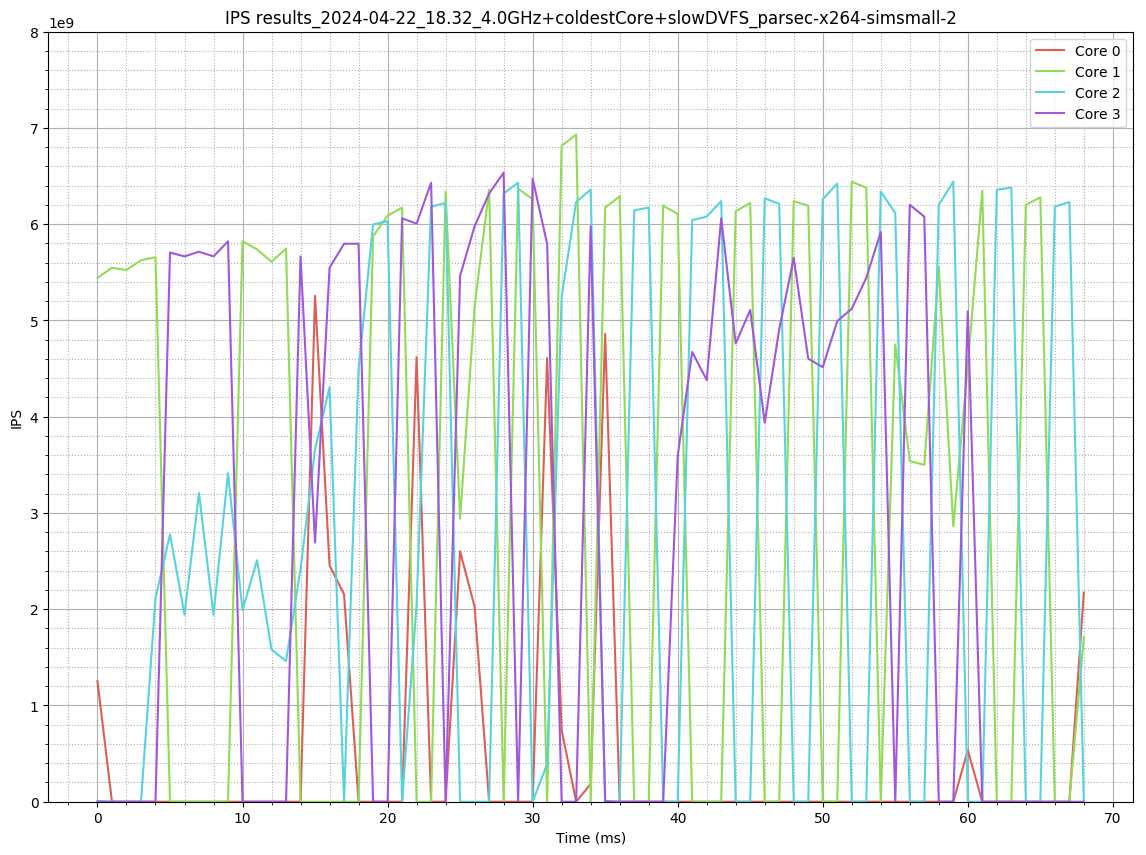 IPS results_2024-04-22_18.32_4.0GHz+coldestCore+slowDVFS_parsec-x264-simsmall-2
1e9
Core 0
Core 1
Core 2
Core 3
8
7
6
5
4
3
2
1
0
IPS
0 10 20 30 40 50 60 70
Time (ms)